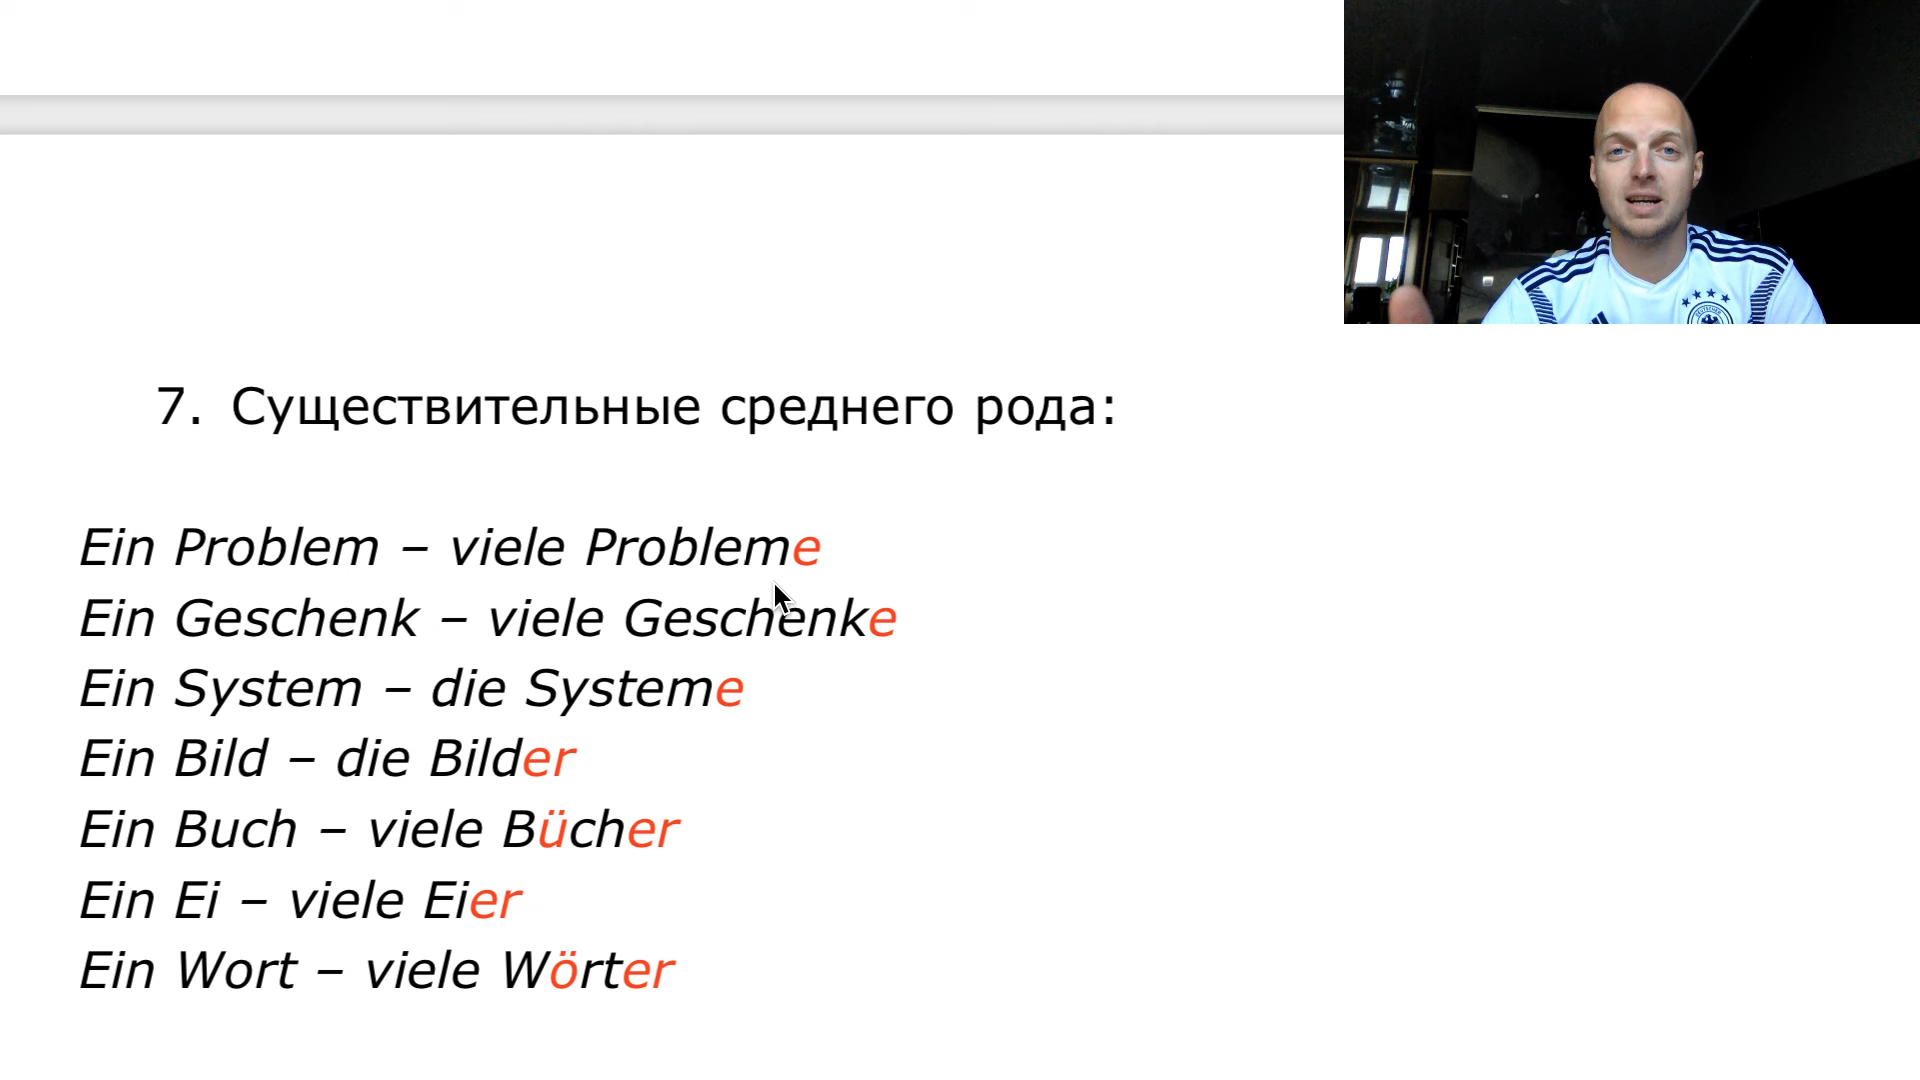 7. Существительные среднего рода:
Ein Problem – viele Probleme
Ein Geschenk – viele Geschenke
Ein System – die Systeme
Ein Bild – die Bilder
Ein Buch – viele Bücher
Ein Ei – viele Eier
Ein Wort – viele Wörter